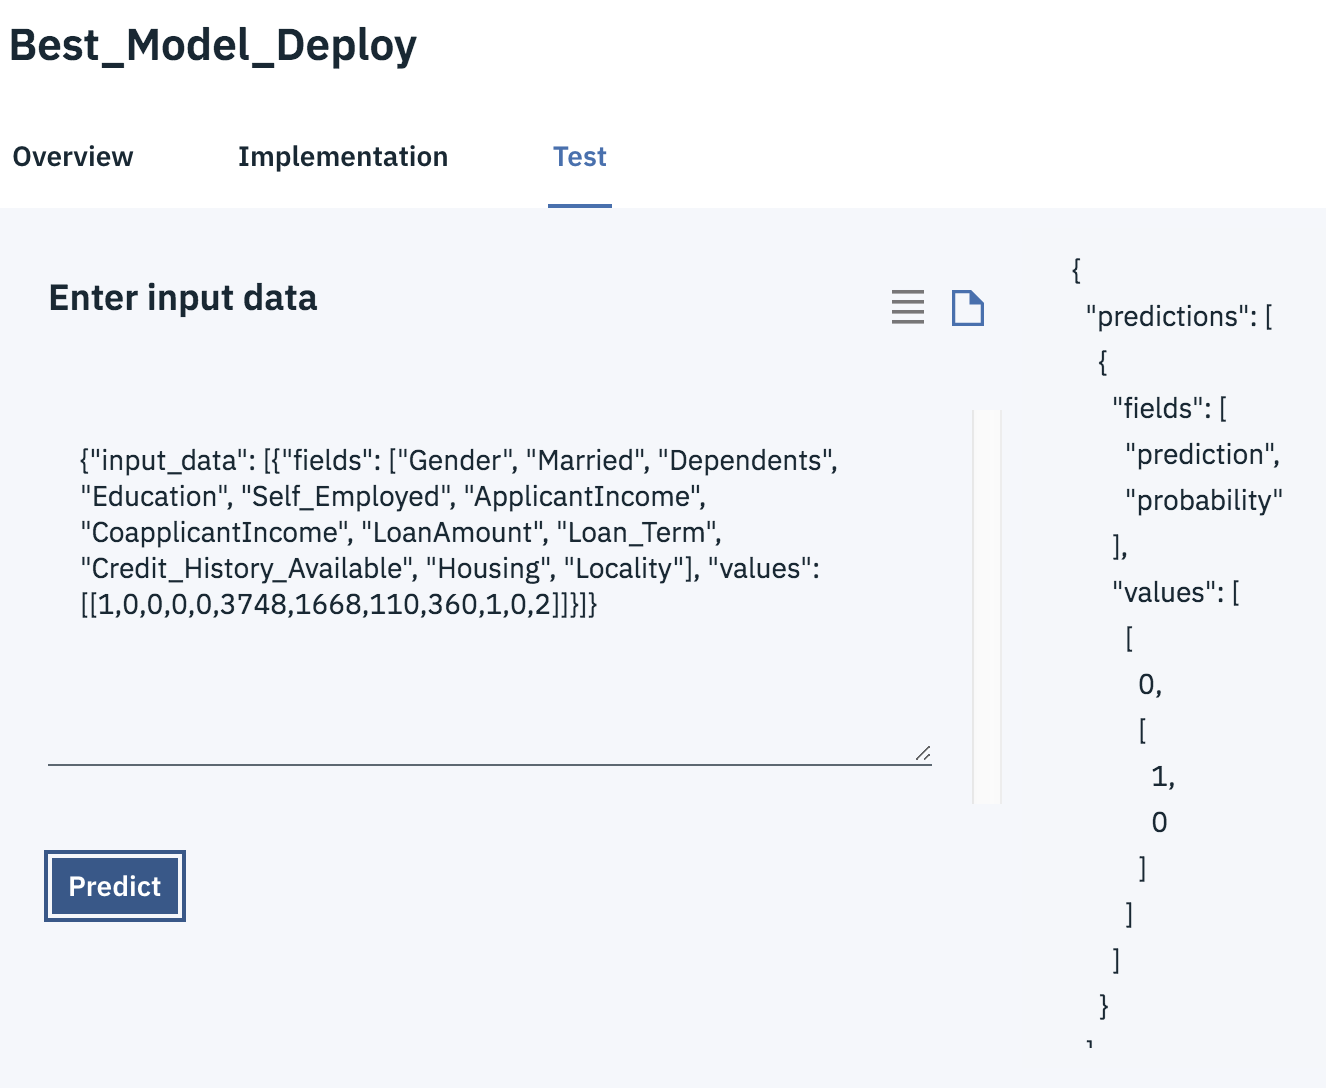 Best_Model_Deploy
Overview
Implementation
Test
Enter input data
{"input_data": [{"fields": ["Gender", "Married", "Dependents",
"Education", "Self_Employed", "ApplicantIncome",
"CoapplicantIncome", "LoanAmount", "Loan_Term",
"Credit_History_Available", "Housing", "Locality"], "values":
[[1,0,0,0,0,3748,1668,110,360,1,0,2]]}]}
Predict
{
"predictions": [
{
"fields": [
"prediction",
"probability"
],
"values": [
[
0,
[
1,
0
]
]
]
}
]